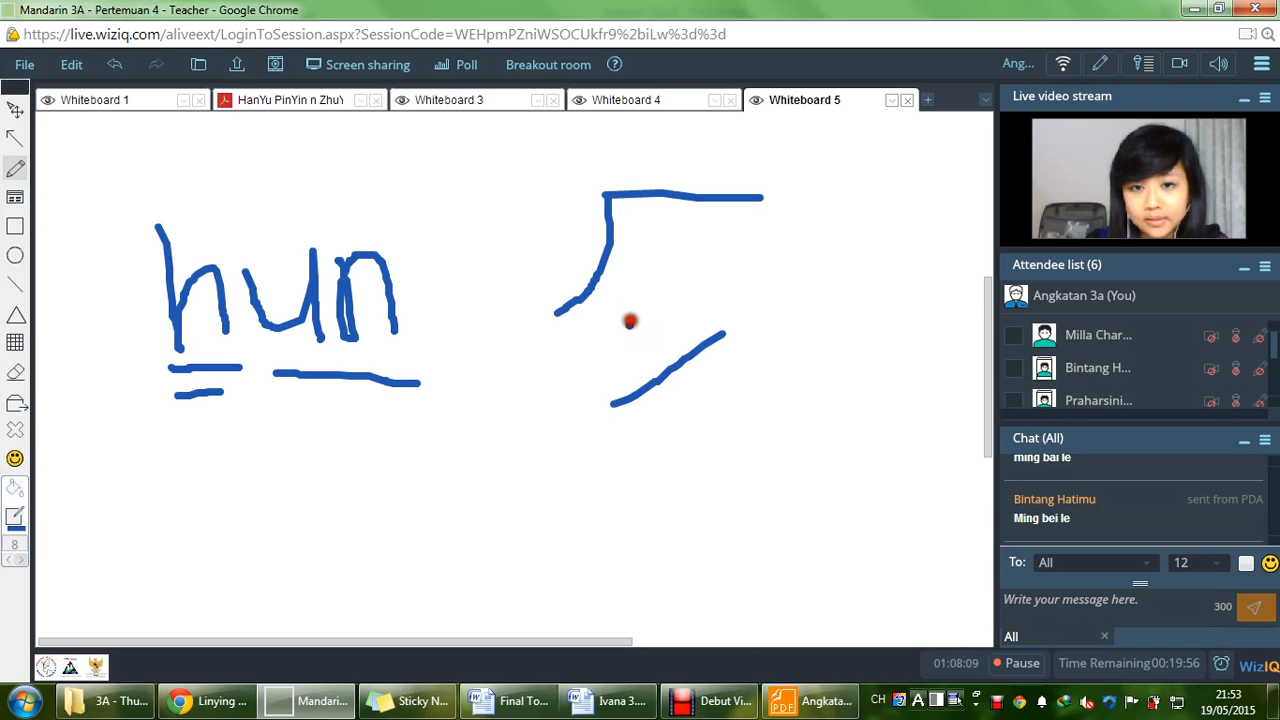 Mandarin 3A - Pertemuan 4 - Teacher - Google Chrome
https://live.wiziq.com/aliveext/LoginToSession.aspx?SessionCode=WEHpmPZniWSOCUkfr9%2biLw%3d%3d
File Edit Screen sharing Poll Breakout room ? Ang...
Whiteboard 1 HanYu PinYin n ZhuY Whiteboard 3 Whiteboard 4 Whiteboard 5
Live video stream
hun
Attendee list (6)
Angkatan 3a (You)
Milla Char...
Bintang H...
Praharsini...
Chat (All)
ming bai le
Bintang Hatimu sent from PDA
Ming bei le
To: All 12
Write your message here. 300
All
8
01:08:09 Pause Time Remaining 00:19:56 WizIQ
3A - Thu... Linying ... Mandari... Sticky N... Final To... Ivana 3.... Debut Vi... Angkata... CH 21:53
19/05/2015